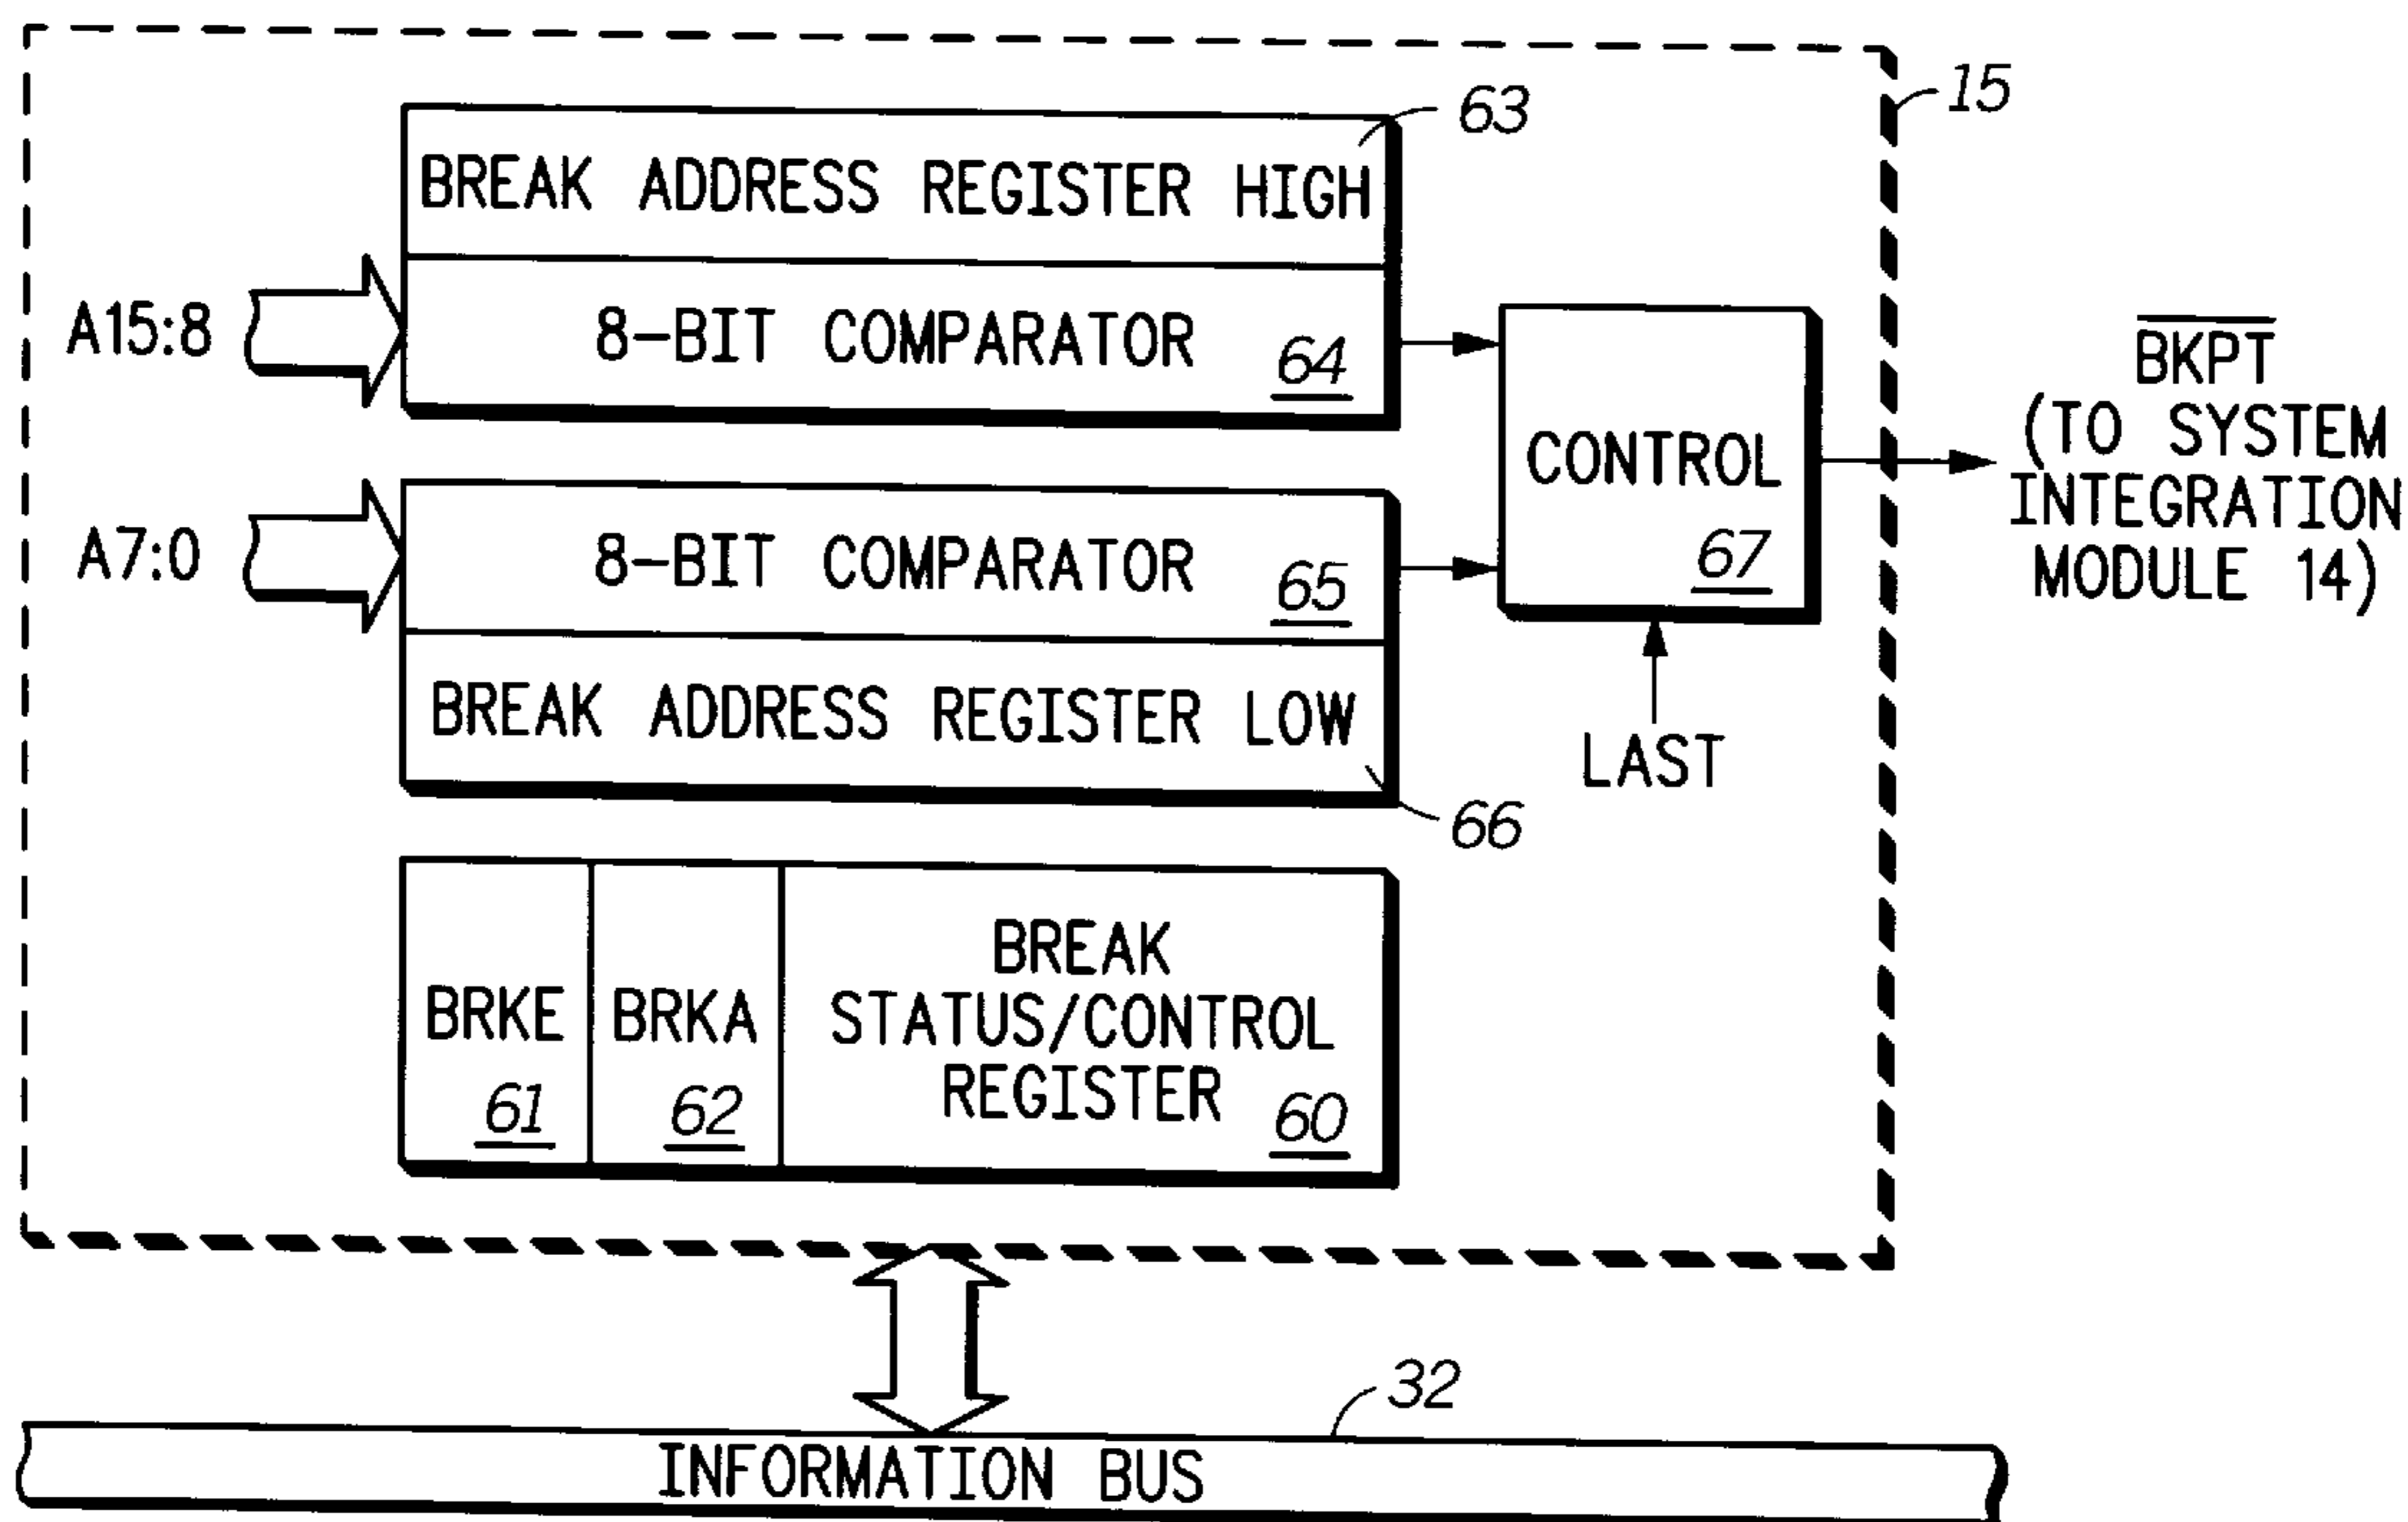 15
63
BREAK ADDRESS REGISTER HIGH
A15:8
8-BIT COMPARATOR
64
A7:0
8-BIT COMPARATOR
65
BREAK ADDRESS REGISTER LOW
66
CONTROL
67
LAST
BKPT
(TO SYSTEM
INTEGRATION
MODULE 14)
BRKE
61
BRKA
62
BREAK
STATUS/CONTROL
REGISTER
60
32
INFORMATION BUS